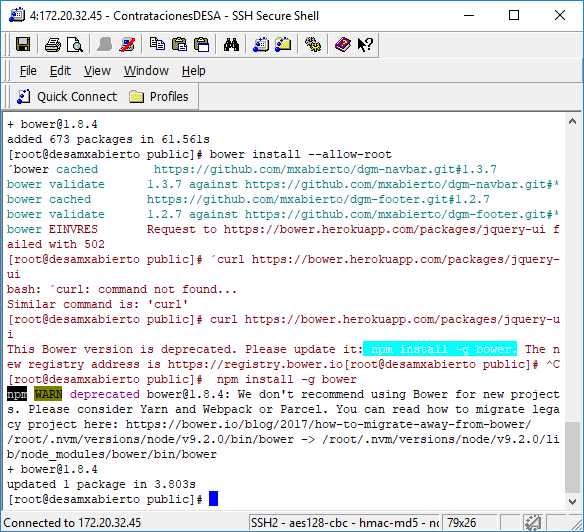 4:172.20.32.45 - ContratacionesDESA - SSH Secure Shell
File Edit View Window Help
Quick Connect Profiles
+ bower@1.8.4
added 673 packages in 61.561s
[root@desamxabierto public]# bower install --allow-root
´bower cached       https://github.com/mxabierto/dgm-navbar.git#1.3.7
bower validate      1.3.7 against https://github.com/mxabierto/dgm-navbar.git#*
bower cached        https://github.com/mxabierto/dgm-footer.git#1.2.7
bower validate      1.2.7 against https://github.com/mxabierto/dgm-footer.git#*
bower EINVRES       Request to https://bower.herokuapp.com/packages/jquery-ui f
ailed with 502
[root@desamxabierto public]# ´curl https://bower.herokuapp.com/packages/jquery-
ui
bash: ´curl: command not found...
Similar command is: 'curl'
[root@desamxabierto public]# curl https://bower.herokuapp.com/packages/jquery-u
i
This Bower version is deprecated. Please update it: npm install -g bower. The n
ew registry address is https://registry.bower.io[root@desamxabierto public]# ^C
[root@desamxabierto public]#  npm install -g bower
npm WARN deprecated bower@1.8.4: We don't recommend using Bower for new project
s. Please consider Yarn and Webpack or Parcel. You can read how to migrate lega
cy project here: https://bower.io/blog/2017/how-to-migrate-away-from-bower/
/root/.nvm/versions/node/v9.2.0/bin/bower -> /root/.nvm/versions/node/v9.2.0/li
b/node_modules/bower/bin/bower
+ bower@1.8.4
updated 1 package in 3.803s
[root@desamxabierto public]#
Connected to 172.20.32.45 SSH2 - aes128-cbc - hmac-md5 - nc 79x26